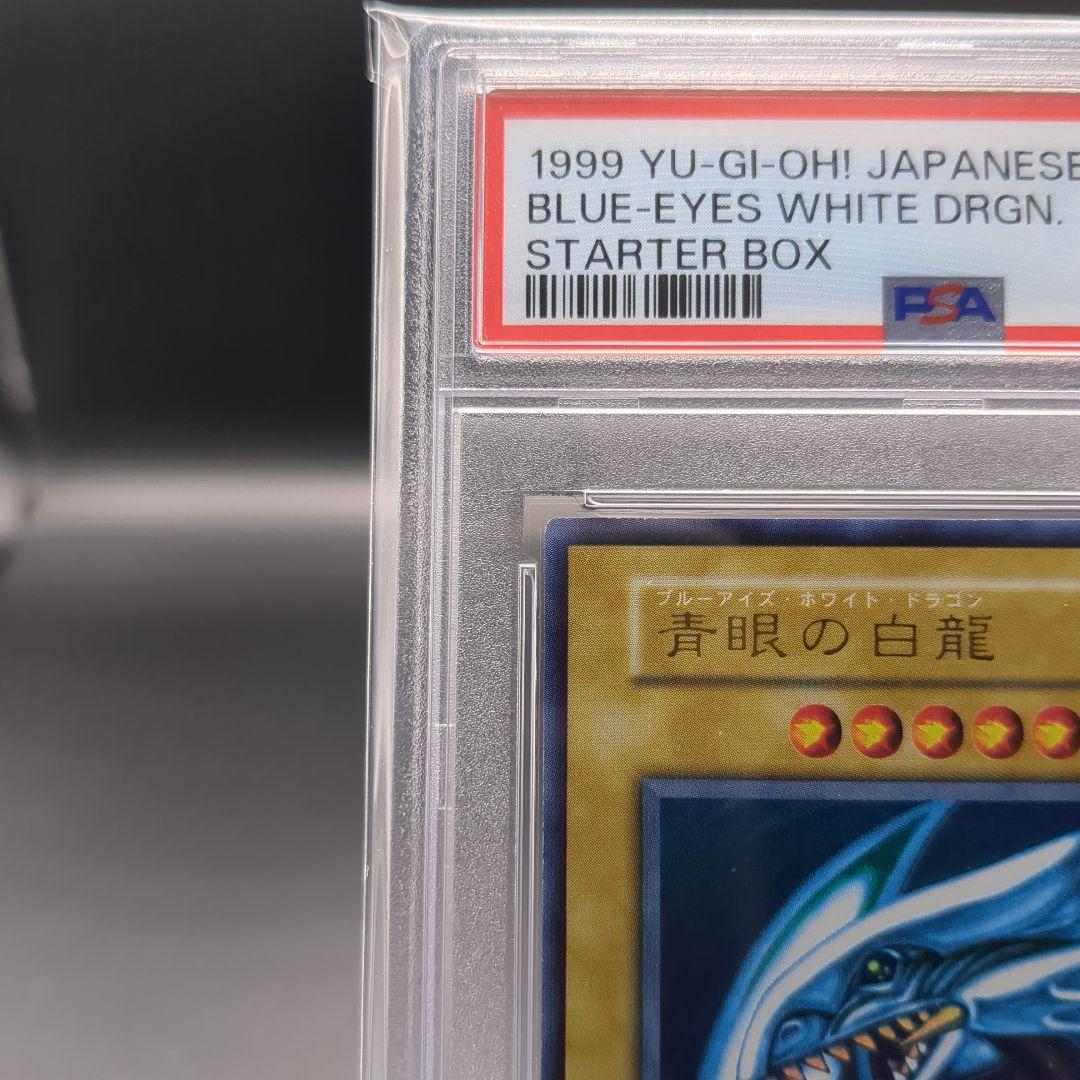 1999 YU-GI-OH! JAPANESE
BLUE-EYES WHITE DRGN.
STARTER BOX
PSA
ブルーアイズ・ホワイト・ドラゴン
青眼の白龍